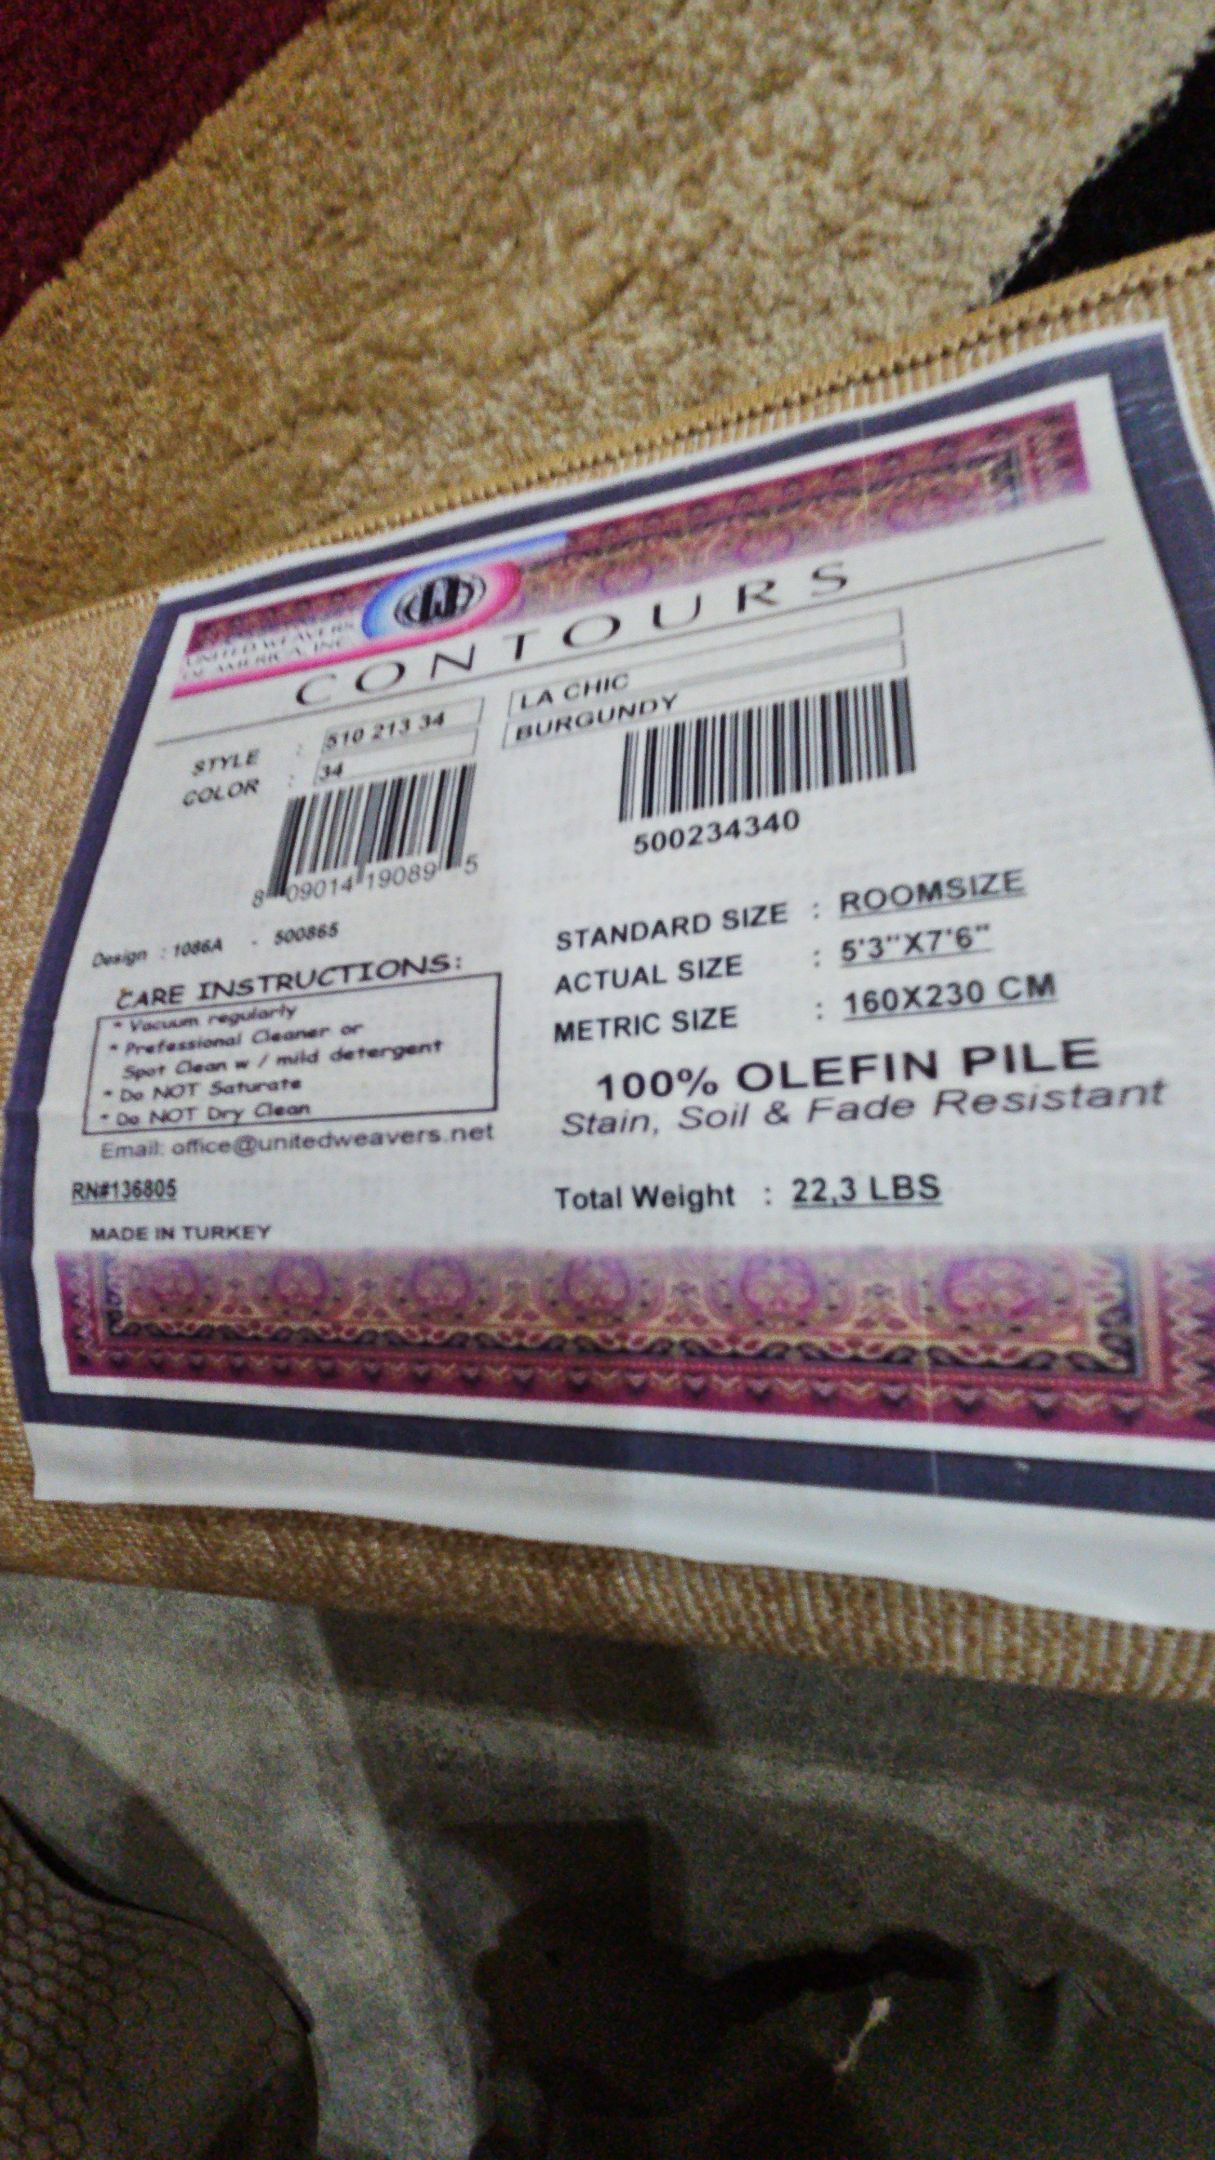 UNITED WEAVERS
OF AMERICA, INC.
CONTOURS
STYLE : 510 213 34 LA CHIC
COLOR : 34 BURGUNDY
8 09014 19089 5
500234340
Design : 1086A - 500865
CARE INSTRUCTIONS:
* Vacuum regularly
* Prefessional Cleaner or
Spot Clean w / mild detergent
* Do NOT Saturate
* Do NOT Dry Clean
Email: office@unitedweavers.net
RN#136805
MADE IN TURKEY
STANDARD SIZE : ROOMSIZE
ACTUAL SIZE : 5'3"X7'6"
METRIC SIZE : 160X230 CM
100% OLEFIN PILE
Stain, Soil & Fade Resistant
Total Weight : 22,3 LBS